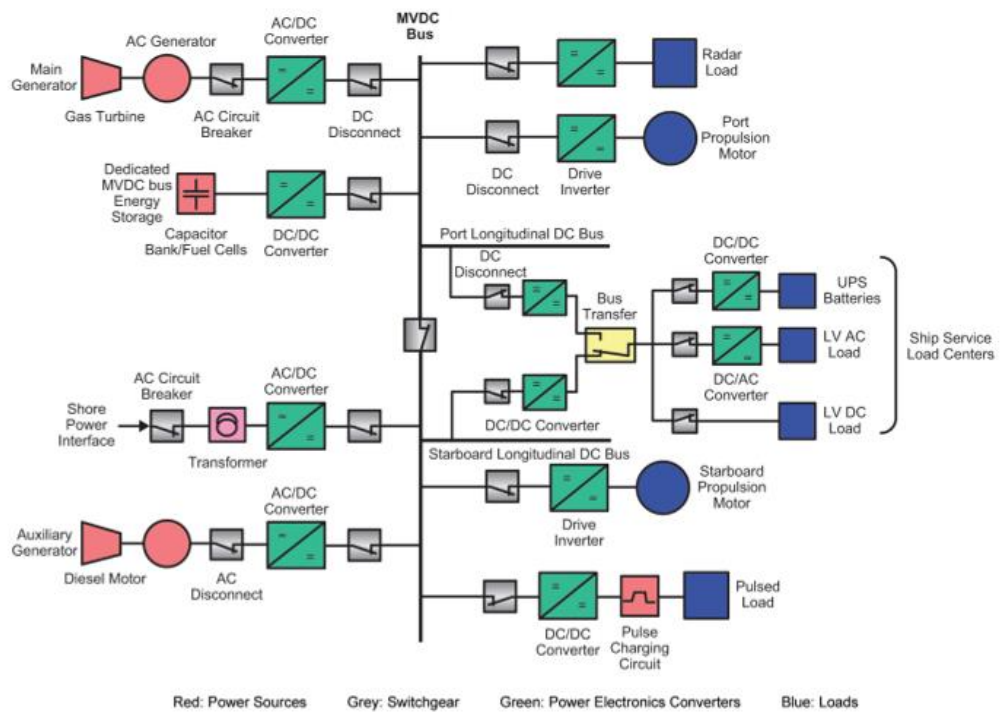 MVDC
Bus
Main
Generator
AC Generator
Gas Turbine
AC Circuit
Breaker
AC/DC
Converter
DC
Disconnect
Radar
Load
Port
Propulsion
Motor
DC
Disconnect
Drive
Inverter
Dedicated
MVDC bus
Energy
Storage
Capacitor
Bank/Fuel Cells
DC/DC
Converter
Port Longitudinal DC Bus
DC
Disconnect
Bus
Transfer
DC/DC
Converter
UPS
Batteries
LV AC
Load
DC/AC
Converter
LV DC
Load
Ship Service
Load Centers
DC/DC Converter
Starboard Longitudinal DC Bus
Shore
Power
Interface
AC Circuit
Breaker
Transformer
AC/DC
Converter
Starboard
Propulsion
Motor
Drive
Inverter
Auxiliary
Generator
Diesel Motor
AC
Disconnect
AC/DC
Converter
DC/DC
Converter
Pulse
Charging
Circuit
Pulsed
Load
Red: Power Sources Grey: Switchgear Green: Power Electronics Converters Blue: Loads